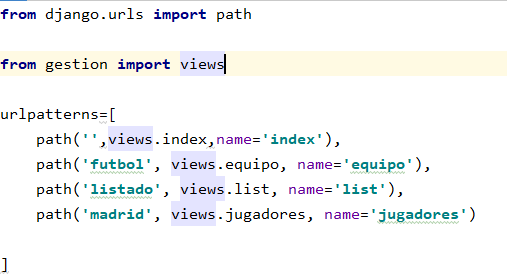 from django.urls import path
from gestion import views
urlpatterns=[
path('',views.index,name='index'),
path('futbol', views.equipo, name='equipo'),
path('listado', views.list, name='list'),
path('madrid', views.jugadores, name='jugadores')
]